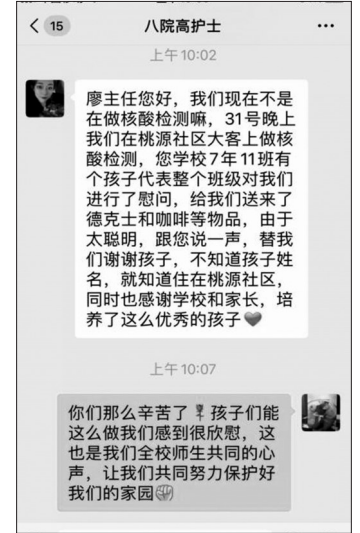 15
八院高护士
上午10:02
廖主任您好，我们现在不是
在做核酸检测嘛，31号晚上
我们在桃源社区大客上做核
酸检测，您学校7年11班有
个孩子代表整个班级对我们
进行了慰问，给我们送来了
德克士和咖啡等物品，由于
太聪明，跟您说一声，替我
们谢谢孩子，不知道孩子姓
名，就知道住在桃源社区，
同时也感谢学校和家长，培
养了这么优秀的孩子
上午10:07
你们那么辛苦了 孩子们能
这么做我们感到很欣慰，这
也是我们全校师生共同的心
声，让我们共同努力保护好
我们的家园